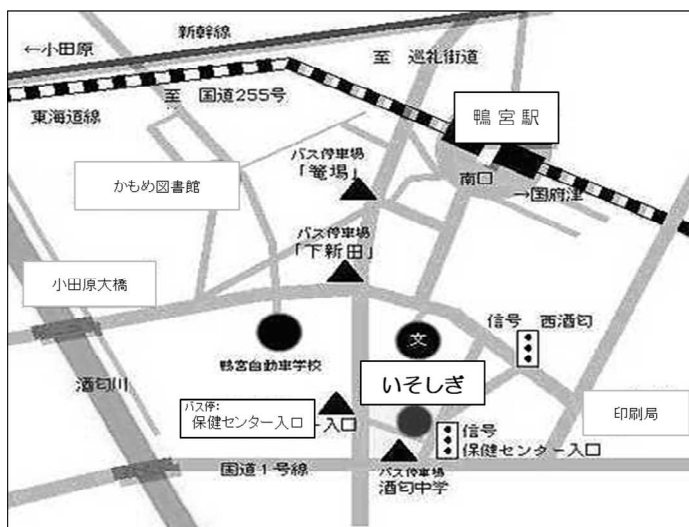 新幹線
←小田原
至 巡礼街道
至 国道255号
東海道線
鴨宮駅
バス停車場
「篭場」
南口
かもめ図書館
→国府津
バス停車場
「下新田」
小田原大橋
信号 西酒匂
文
鴨宮自動車学校
いそしぎ
酒匂川
バス停:
保健センター入口
入口
印刷局
信号
保健センター入口
国道1号線
バス停車場
酒匂中学